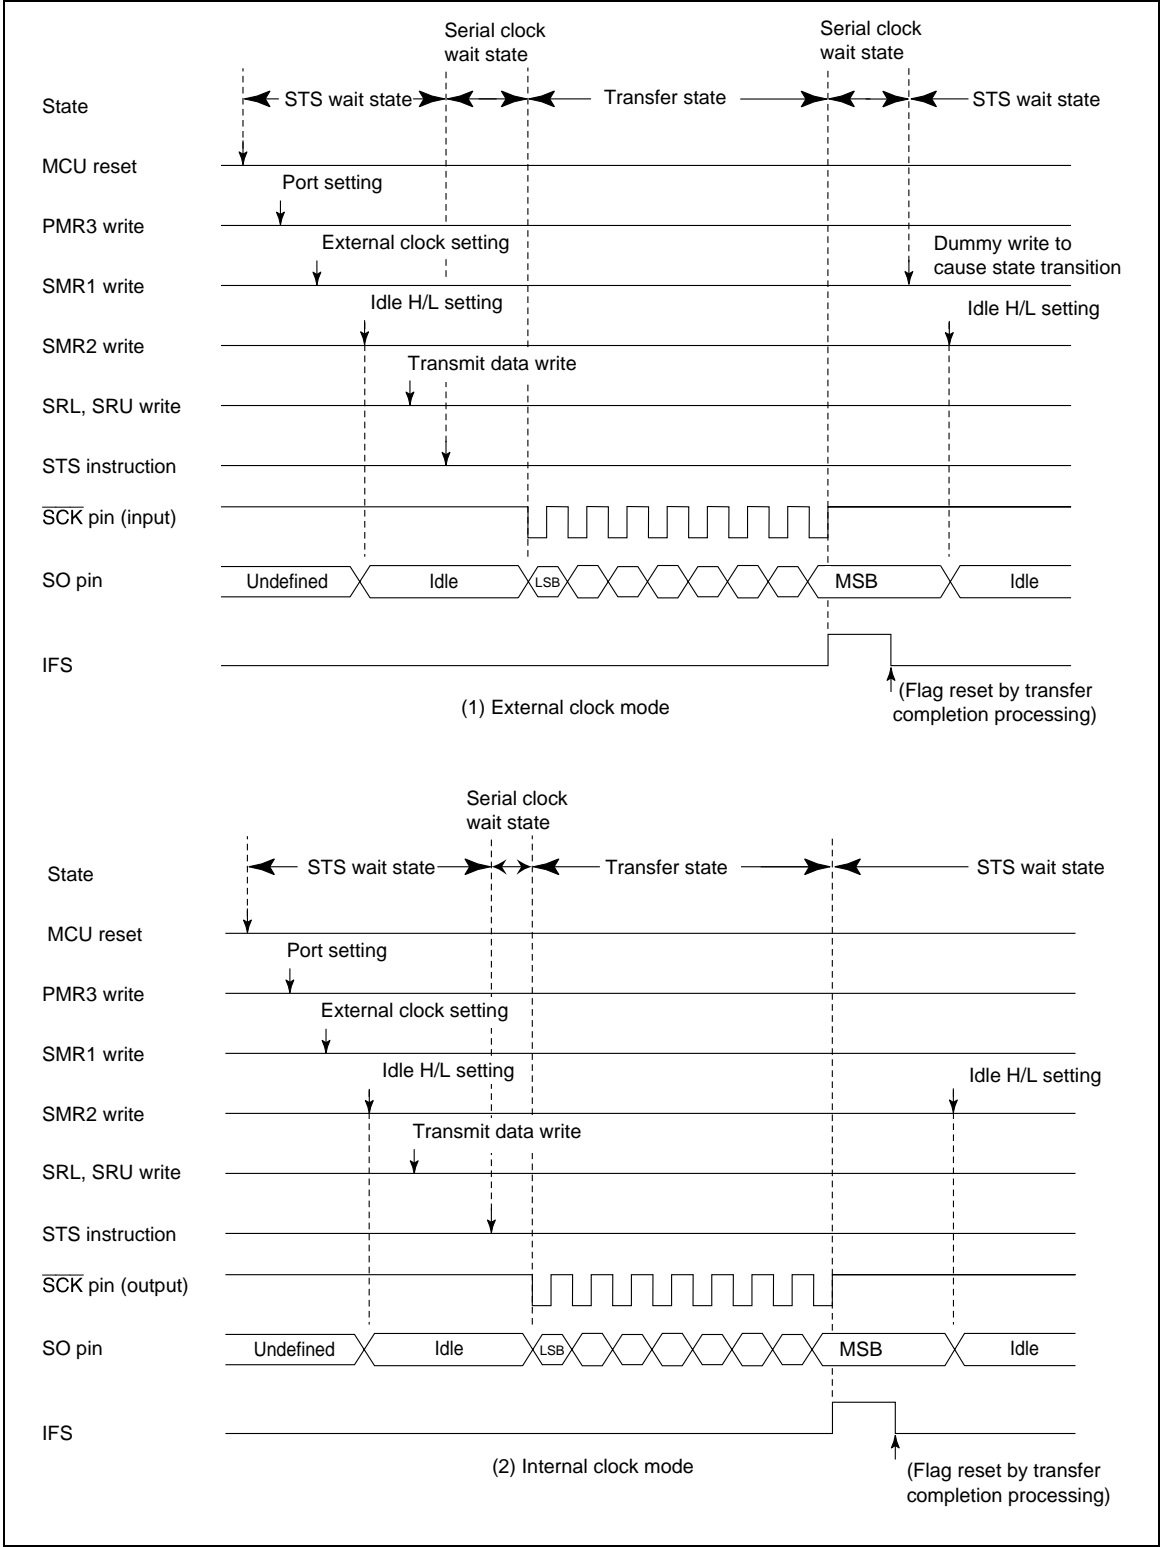 Serial clock
wait state
Serial clock
wait state
State
STS wait state
Transfer state
STS wait state
MCU reset
Port setting
PMR3 write
External clock setting
Dummy write to
cause state transition
SMR1 write
Idle H/L setting
Idle H/L setting
SMR2 write
Transmit data write
SRL, SRU write
STS instruction
SCK pin (input)
SO pin
Undefined
Idle
LSB
MSB
Idle
IFS
(Flag reset by transfer
completion processing)
(1) External clock mode
Serial clock
wait state
State
STS wait state
Transfer state
STS wait state
MCU reset
Port setting
PMR3 write
External clock setting
SMR1 write
Idle H/L setting
Idle H/L setting
SMR2 write
Transmit data write
SRL, SRU write
STS instruction
SCK pin (output)
SO pin
Undefined
Idle
LSB
MSB
Idle
IFS
(2) Internal clock mode
(Flag reset by transfer
completion processing)